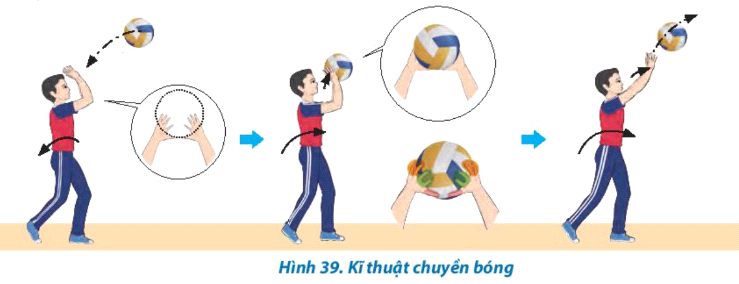 Hình 39. Kĩ thuật chuyền bóng